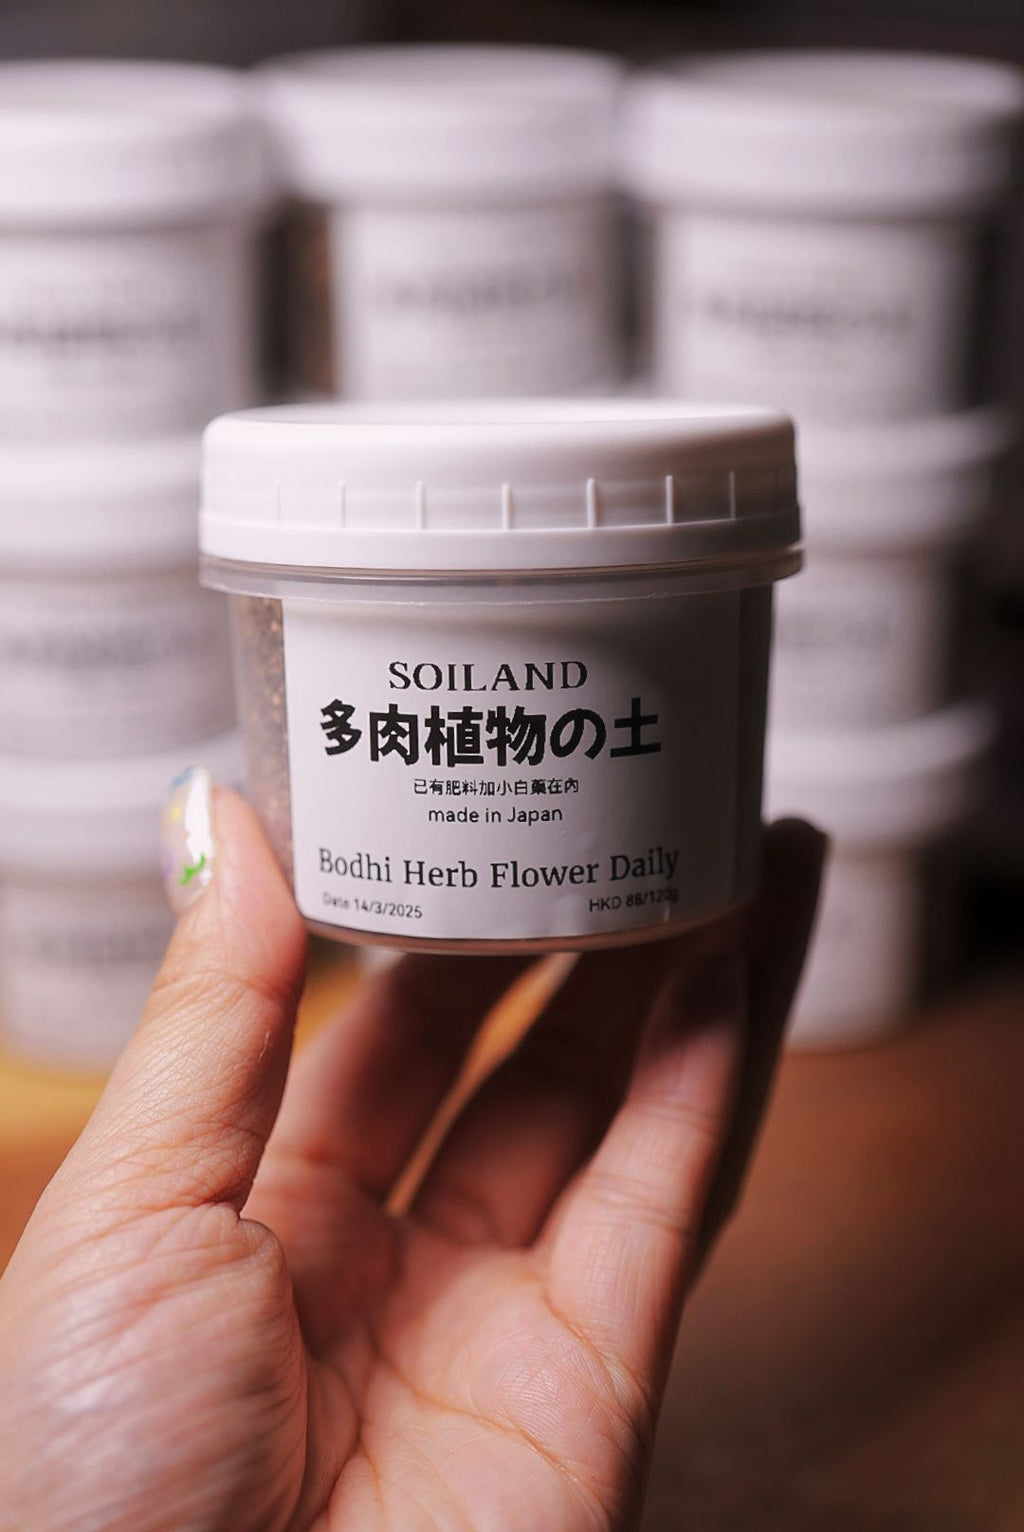 SOILAND
多肉植物の土
已有肥料加小白藥在內
made in Japan
Bodhi Herb Flower Daily
Date 14/3/2025
HKD 88/120g